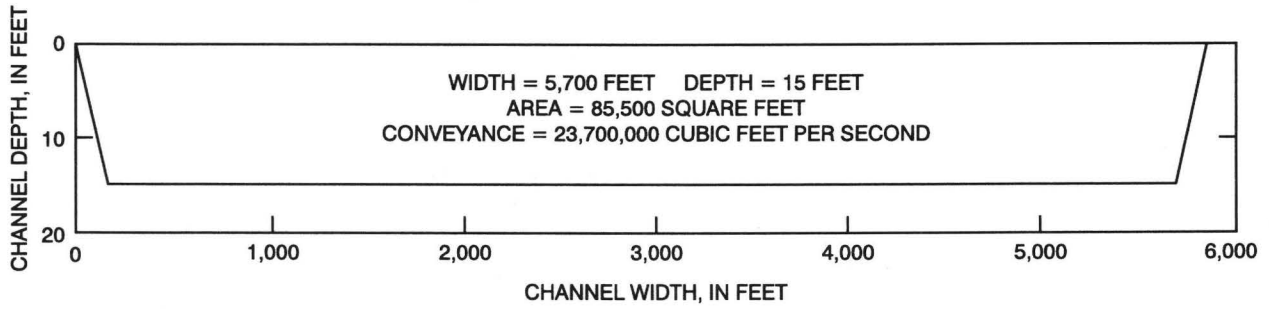 CHANNEL DEPTH, IN FEET
0
10
20
WIDTH = 5,700 FEET DEPTH = 15 FEET
AREA = 85,500 SQUARE FEET
CONVEYANCE = 23,700,000 CUBIC FEET PER SECOND
0 1,000 2,000 3,000 4,000 5,000 6,000
CHANNEL WIDTH, IN FEET